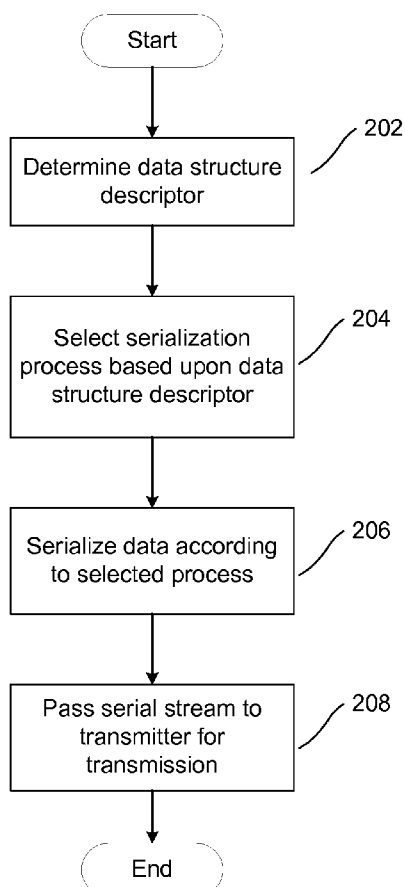 Start
202
Determine data structure
descriptor
204
Select serialization
process based upon data
structure descriptor
206
Serialize data according
to selected process
208
Pass serial stream to
transmitter for
transmission
End